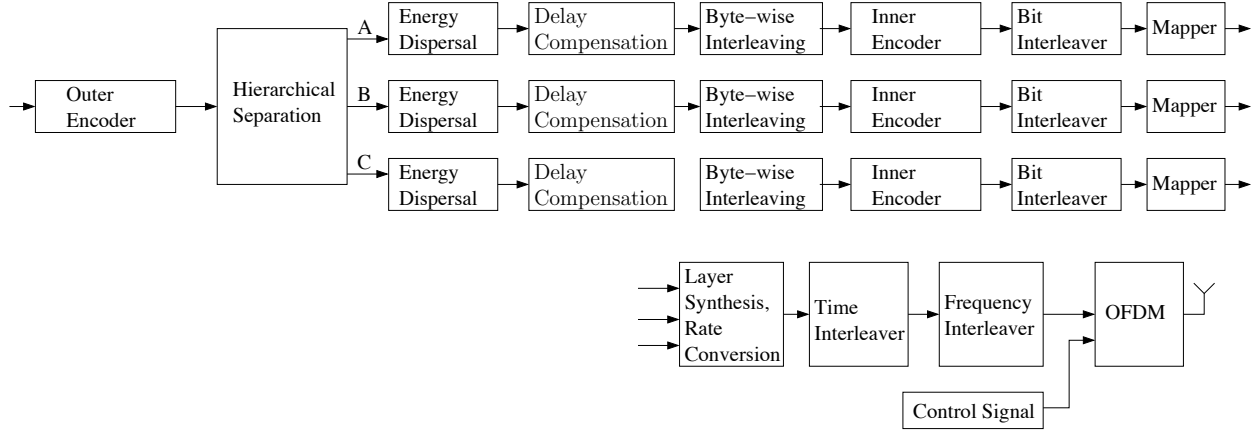 A
Energy
Dispersal
Delay
Compensation
Byte−wise
Interleaving
Inner
Encoder
Bit
Interleaver
Mapper
Outer
Encoder
Hierarchical
Separation
B
Energy
Dispersal
Delay
Compensation
Byte−wise
Interleaving
Inner
Encoder
Bit
Interleaver
Mapper
C
Energy
Dispersal
Delay
Compensation
Byte−wise
Interleaving
Inner
Encoder
Bit
Interleaver
Mapper
Layer
Synthesis,
Rate
Conversion
Time
Interleaver
Frequency
Interleaver
OFDM
Control Signal